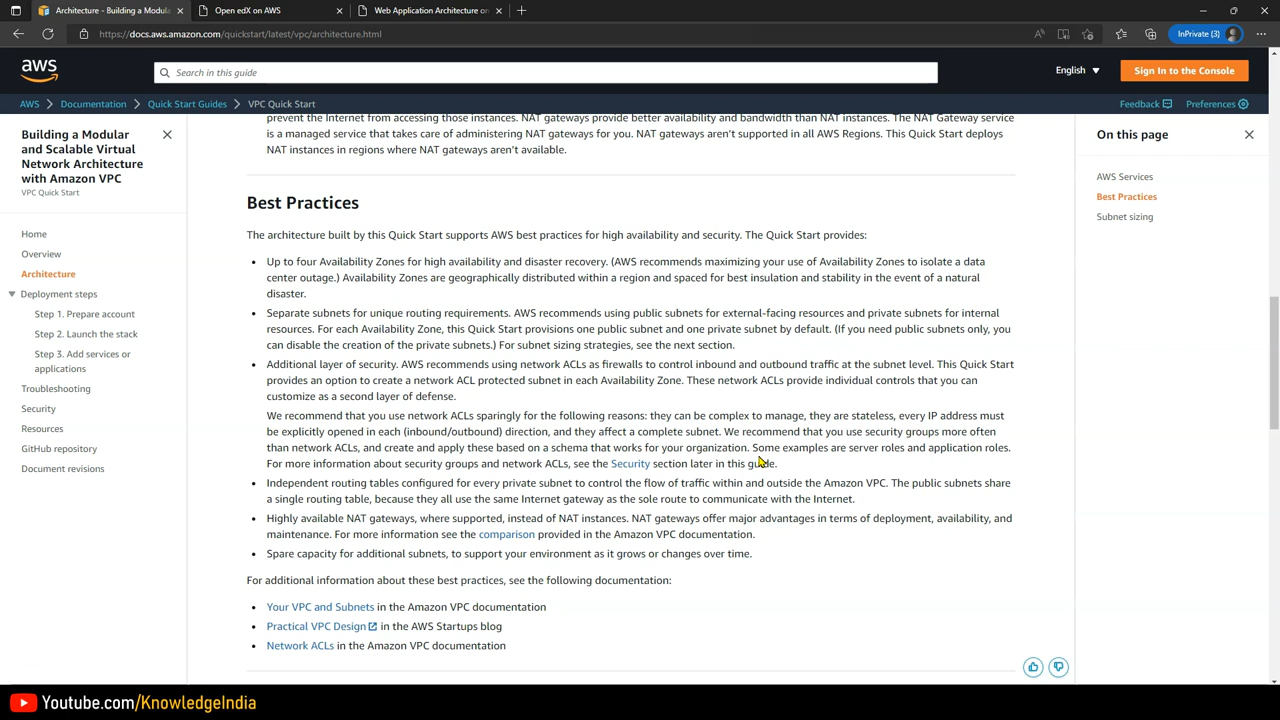 Architecture - Building a Modula
Open edX on AWS
Web Application Architecture on
https://docs.aws.amazon.com/quickstart/latest/vpc/architecture.html
InPrivate (3)
aws
Search in this guide
English
Sign In to the Console
AWS
Documentation
Quick Start Guides
VPC Quick Start
Feedback
Preferences
Building a Modular
and Scalable Virtual
Network Architecture
with Amazon VPC
VPC Quick Start
Home
Overview
Architecture
Deployment steps
Step 1. Prepare account
Step 2. Launch the stack
Step 3. Add services or
applications
Troubleshooting
Security
Resources
GitHub repository
Document revisions
prevent the Internet from accessing those instances. NAT gateways provide better availability and bandwidth than NAT instances. The NAT Gateway service
is a managed service that takes care of administering NAT gateways for you. NAT gateways aren't supported in all AWS Regions. This Quick Start deploys
NAT instances in regions where NAT gateways aren't available.
Best Practices
The architecture built by this Quick Start supports AWS best practices for high availability and security. The Quick Start provides:
• Up to four Availability Zones for high availability and disaster recovery. (AWS recommends maximizing your use of Availability Zones to isolate a data
center outage.) Availability Zones are geographically distributed within a region and spaced for best insulation and stability in the event of a natural
disaster.
• Separate subnets for unique routing requirements. AWS recommends using public subnets for external-facing resources and private subnets for internal
resources. For each Availability Zone, this Quick Start provisions one public subnet and one private subnet by default. (If you need public subnets only, you
can disable the creation of the private subnets.) For subnet sizing strategies, see the next section.
• Additional layer of security. AWS recommends using network ACLs as firewalls to control inbound and outbound traffic at the subnet level. This Quick Start
provides an option to create a network ACL protected subnet in each Availability Zone. These network ACLs provide individual controls that you can
customize as a second layer of defense.
We recommend that you use network ACLs sparingly for the following reasons: they can be complex to manage, they are stateless, every IP address must
be explicitly opened in each (inbound/outbound) direction, and they affect a complete subnet. We recommend that you use security groups more often
than network ACLs, and create and apply these based on a schema that works for your organization. Some examples are server roles and application roles.
For more information about security groups and network ACLs, see the Security section later in this guide.
• Independent routing tables configured for every private subnet to control the flow of traffic within and outside the Amazon VPC. The public subnets share
a single routing table, because they all use the same Internet gateway as the sole route to communicate with the Internet.
• Highly available NAT gateways, where supported, instead of NAT instances. NAT gateways offer major advantages in terms of deployment, availability, and
maintenance. For more information see the comparison provided in the Amazon VPC documentation.
• Spare capacity for additional subnets, to support your environment as it grows or changes over time.
For additional information about these best practices, see the following documentation:
• Your VPC and Subnets in the Amazon VPC documentation
• Practical VPC Design in the AWS Startups blog
• Network ACLs in the Amazon VPC documentation
On this page
AWS Services
Best Practices
Subnet sizing
Youtube.com/KnowledgeIndia